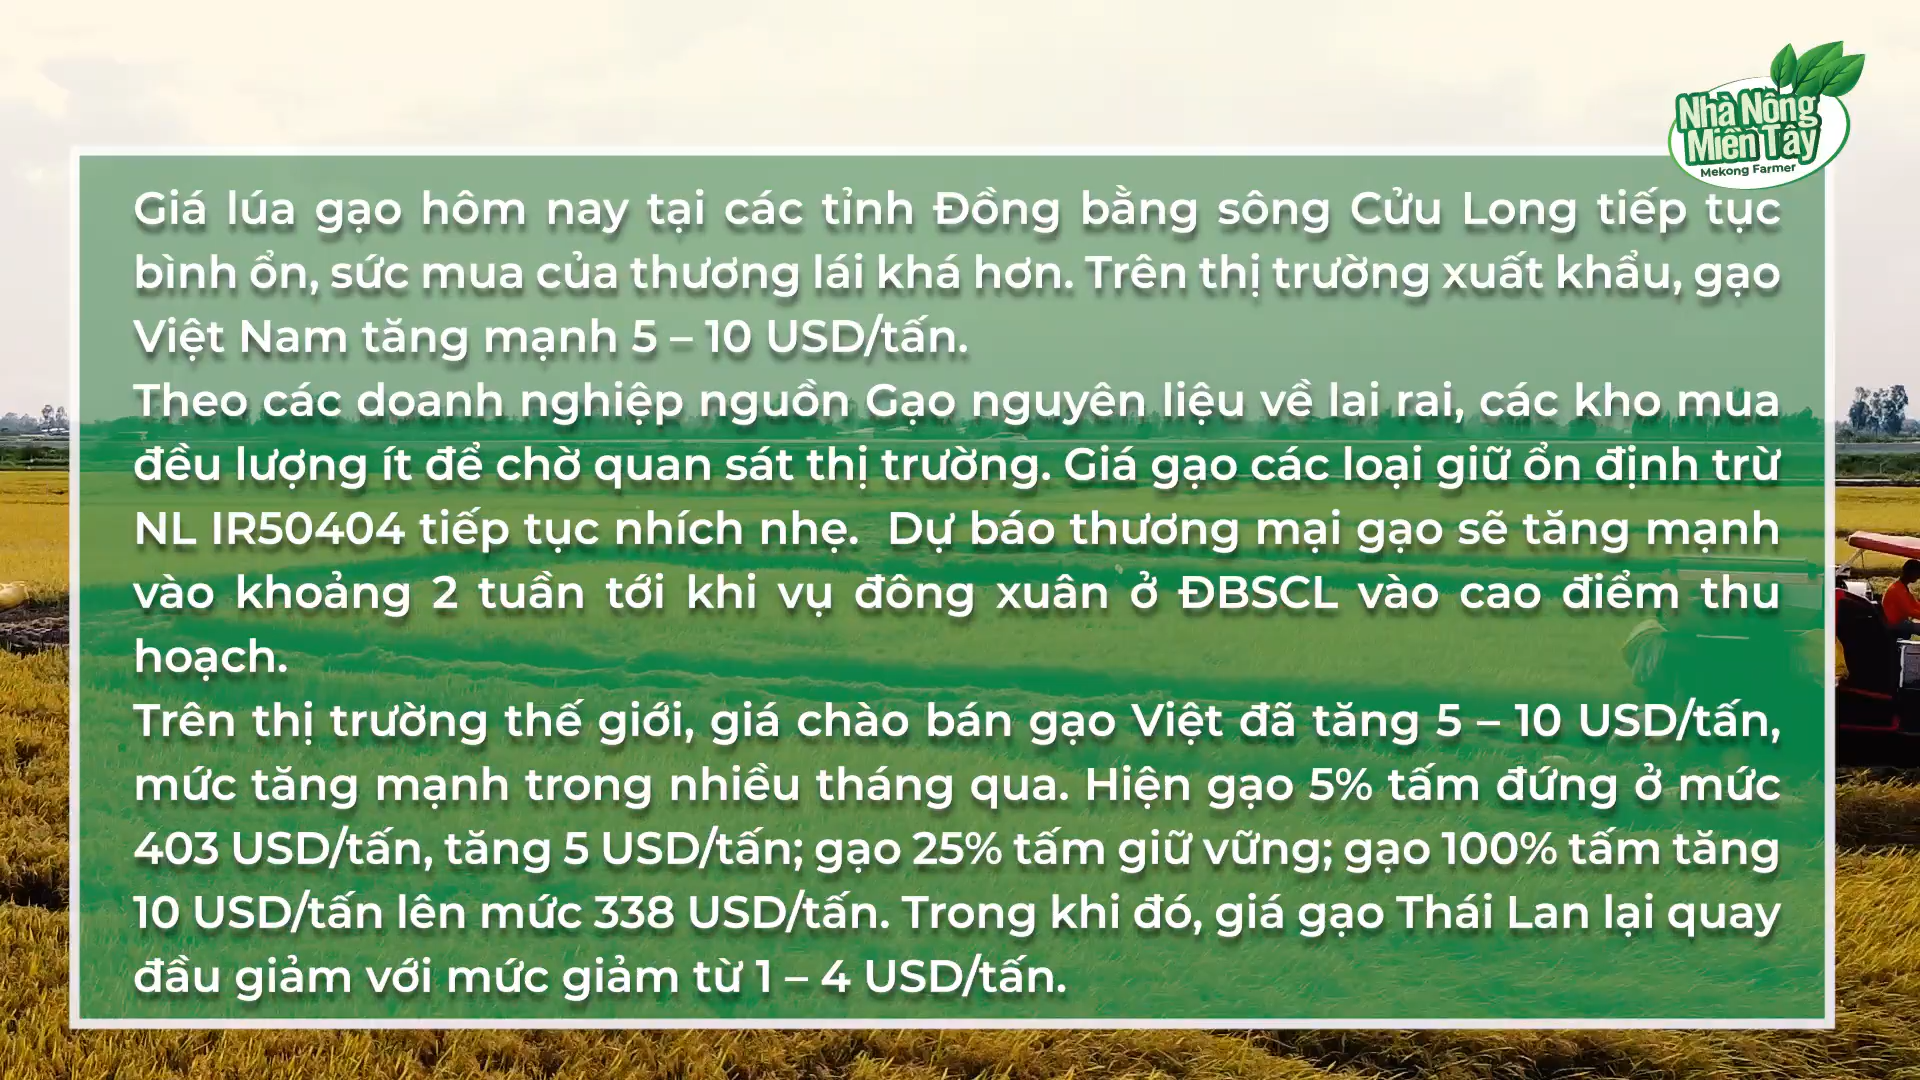 Nhà Nông
Miền Tây
Mekong Farmer
Giá lúa gạo hôm nay tại các tỉnh Đồng bằng sông Cửu Long tiếp tục
bình ổn, sức mua của thương lái khá hơn. Trên thị trường xuất khẩu, gạo
Việt Nam tăng mạnh 5 – 10 USD/tấn.
Theo các doanh nghiệp nguồn Gạo nguyên liệu về lai rai, các kho mua
đều lượng ít để chờ quan sát thị trường. Giá gạo các loại giữ ổn định trừ
NL IR50404 tiếp tục nhích nhẹ.  Dự báo thương mại gạo sẽ tăng mạnh
vào khoảng 2 tuần tới khi vụ đông xuân ở ĐBSCL vào cao điểm thu
hoạch.
Trên thị trường thế giới, giá chào bán gạo Việt đã tăng 5 – 10 USD/tấn,
mức tăng mạnh trong nhiều tháng qua. Hiện gạo 5% tấm đứng ở mức
403 USD/tấn, tăng 5 USD/tấn; gạo 25% tấm giữ vững; gạo 100% tấm tăng
10 USD/tấn lên mức 338 USD/tấn. Trong khi đó, giá gạo Thái Lan lại quay
đầu giảm với mức giảm từ 1 – 4 USD/tấn.